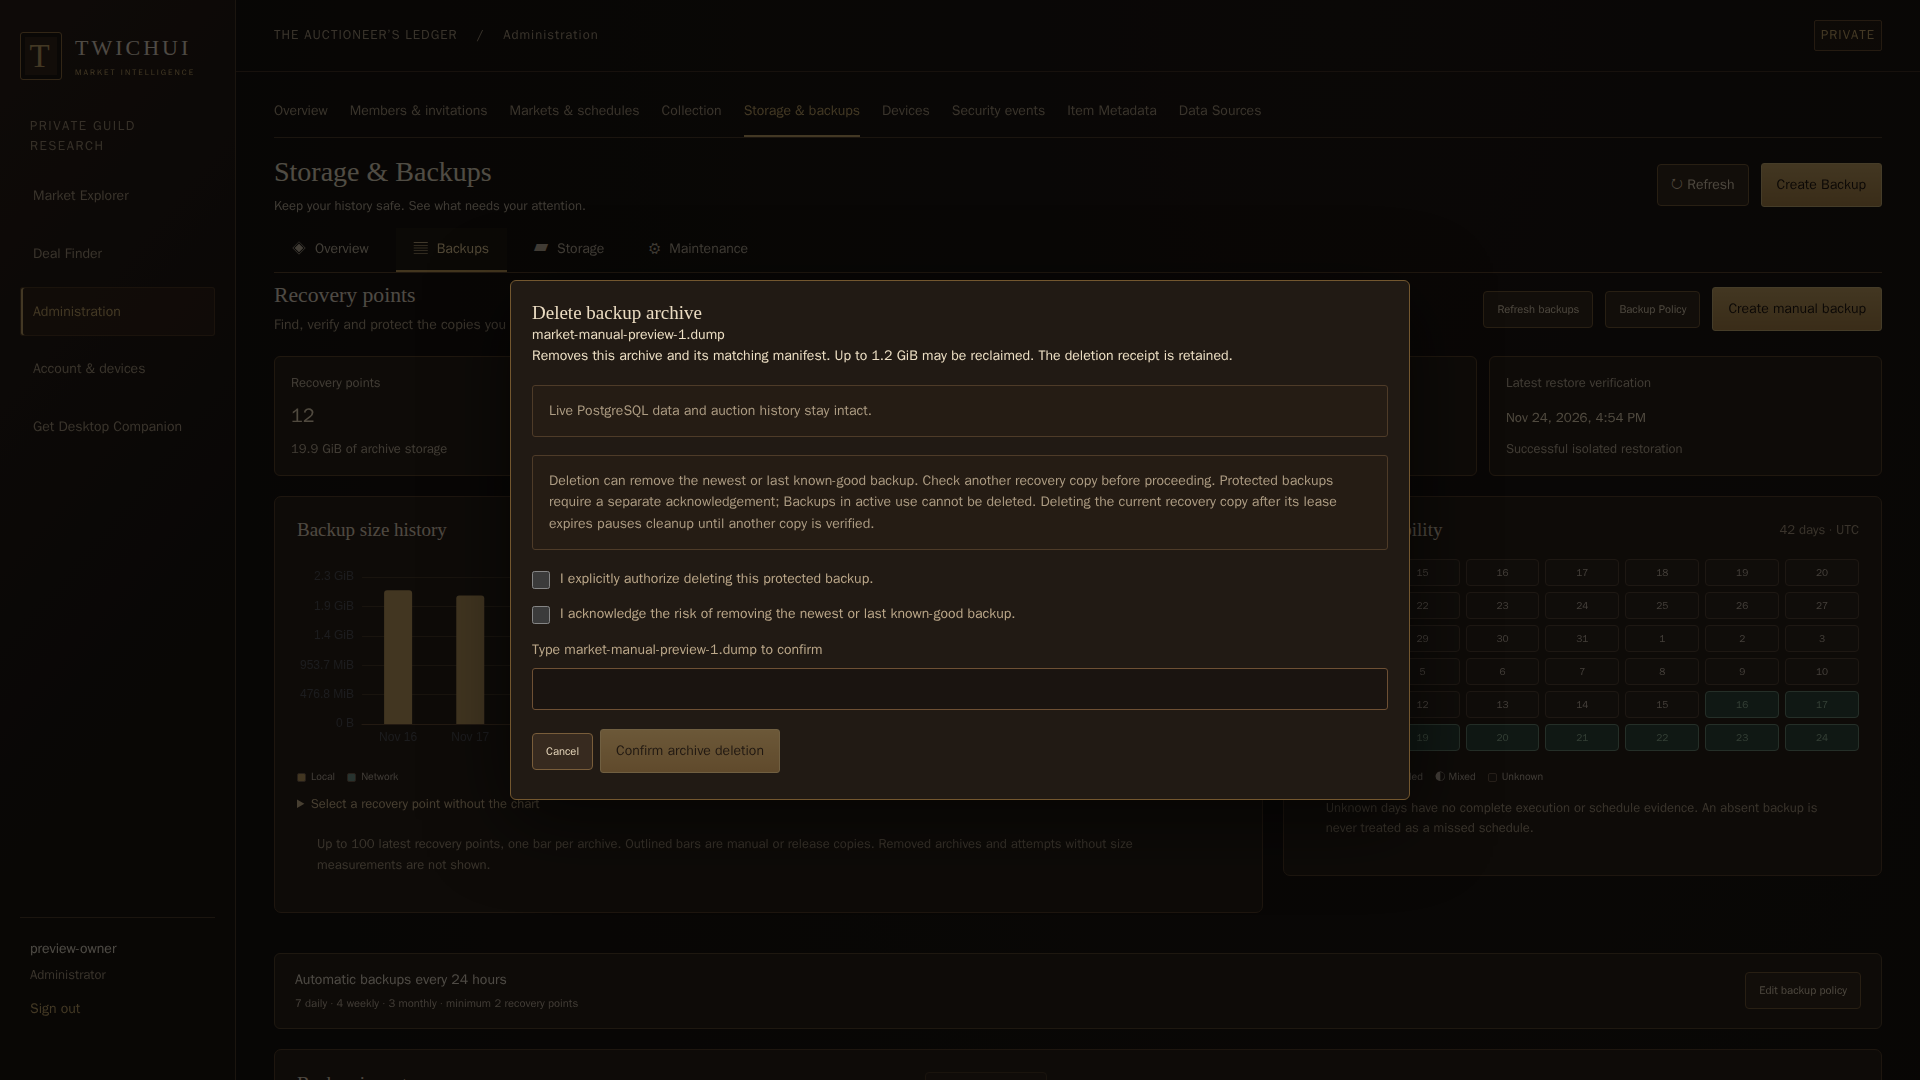 T
TWICHUI
MARKET INTELLIGENCE
PRIVATE GUILD
RESEARCH
Market Explorer
Deal Finder
Administration
Account & devices
Get Desktop Companion
preview-owner
Administrator
Sign out
THE AUCTIONEER'S LEDGER / Administration
PRIVATE
Overview Members & invitations Markets & schedules Collection Storage & backups Devices Security events Item Metadata Data Sources
Storage & Backups
Keep your history safe. See what needs your attention.
Refresh
Create Backup
Overview Backups Storage Maintenance
Recovery points
Find, verify and protect the copies you
Refresh backups
Backup Policy
Create manual backup
Recovery points
12
19.9 GiB of archive storage
Latest restore verification
Nov 24, 2026, 4:54 PM
Successful isolated restoration
Delete backup archive
market-manual-preview-1.dump
Removes this archive and its matching manifest. Up to 1.2 GiB may be reclaimed. The deletion receipt is retained.
Live PostgreSQL data and auction history stay intact.
Deletion can remove the newest or last known-good backup. Check another recovery copy before proceeding. Protected backups
require a separate acknowledgement; Backups in active use cannot be deleted. Deleting the current recovery copy after its lease
expires pauses cleanup until another copy is verified.
I explicitly authorize deleting this protected backup.
I acknowledge the risk of removing the newest or last known-good backup.
Type market-manual-preview-1.dump to confirm
Cancel
Confirm archive deletion
Backup size history
2.3 GiB
1.9 GiB
1.4 GiB
953.7 MiB
476.8 MiB
0 B
Nov 16 Nov 17
Local Network
Select a recovery point without the chart
Up to 100 latest recovery points, one bar per archive. Outlined bars are manual or release copies. Removed archives and attempts without size
measurements are not shown.
bility
42 days · UTC
15 16 17 18 19 20
22 23 24 25 26 27
29 30 31 1 2 3
5 6 7 8 9 10
12 13 14 15 16 17
19 20 21 22 23 24
led Mixed Unknown
Unknown days have no complete execution or schedule evidence. An absent backup is
never treated as a missed schedule.
Automatic backups every 24 hours
7 daily · 4 weekly · 3 monthly · minimum 2 recovery points
Edit backup policy